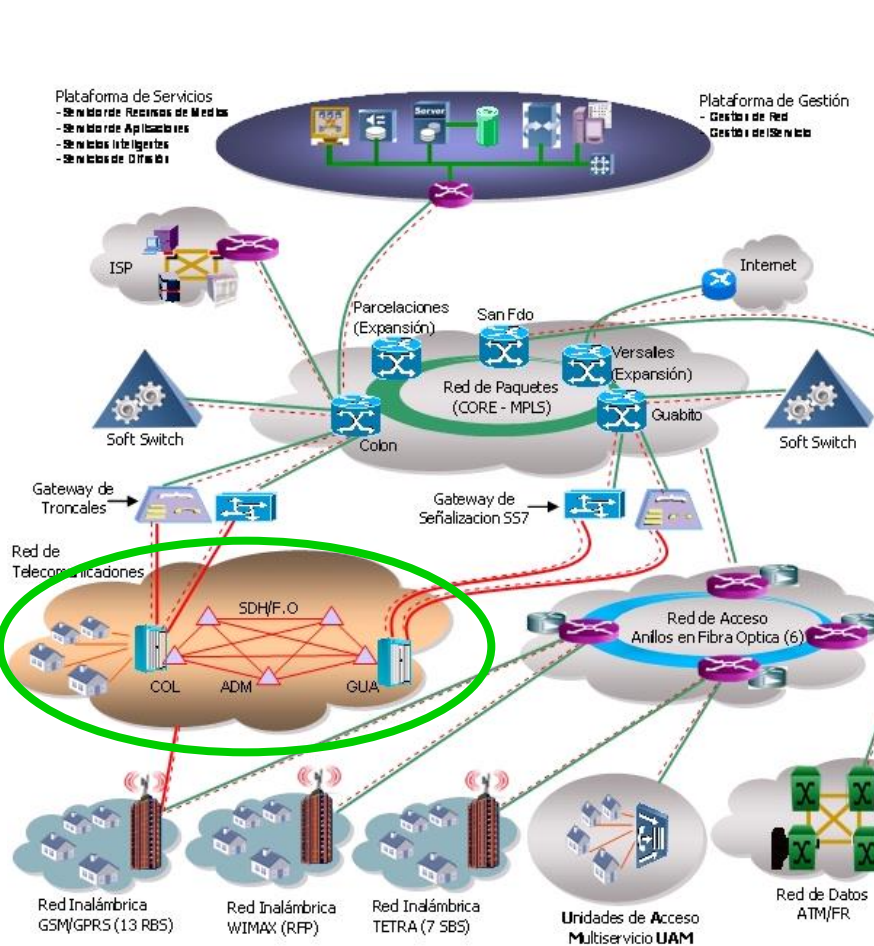 Plataforma de Servicios
- Servidor de Recursos de Medios
- Servidor de Aplicaciones
- Servicios Inteligentes
- Servicios de Difusión
Server
Plataforma de Gestión
- Gestión de Red
- Gestión del Servicio
ISP
Internet
Parcelaciones
(Expansión)
San Fdo
Versalles
(Expansión)
Red de Paquetes
(CORE - MPLS)
Soft Switch
Colon
Guabito
Soft Switch
Gateway de
Troncales
Gateway de
Señalizacion SS7
Red de
Telecomunicaciones
SDH/F.O
COL
ADM
GUA
Red de Acceso
Anillos en Fibra Optica (6)
Red Inalámbrica
GSM/GPRS (13 RBS)
Red Inalámbrica
WIMAX (RFP)
Red Inalámbrica
TETRA (7 SBS)
Unidades de Acceso
Multiservicio UAM
Red de Datos
ATM/FR